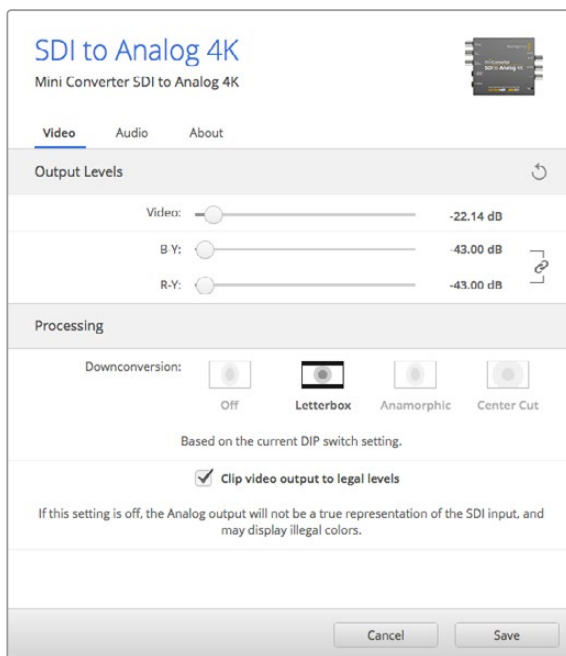 SDI to Analog 4K
Mini Converter SDI to Analog 4K
Video Audio About
Output Levels
Video: -22.14 dB
B-Y: -43.00 dB
R-Y: -43.00 dB
Processing
Downconversion:
Off Letterbox Anamorphic Center Cut
Based on the current DIP switch setting.
Clip video output to legal levels
If this setting is off, the Analog output will not be a true representation of the SDI input, and
may display illegal colors.
Cancel Save